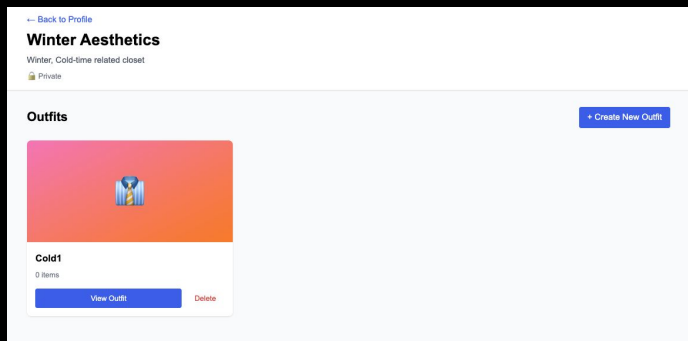 ← Back to Profile
Winter Aesthetics
Winter, Cold-time related closet
🔒 Private
Outfits
+ Create New Outfit
Cold1
0 items
View Outfit
Delete